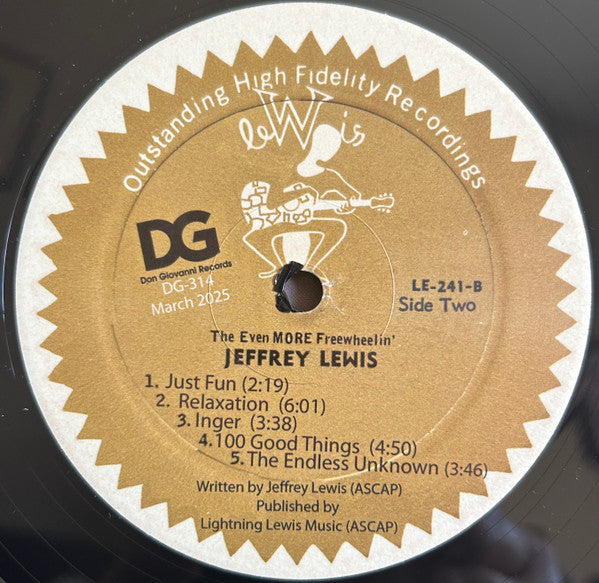 Outstanding High Fidelity Recordings
leWis
DG
Don Giovanni Records
DG-314
March 2025
LE-241-B
Side Two
The Even MORE Freewheelin'
JEFFREY LEWIS
1. Just Fun (2:19)
2. Relaxation (6:01)
3. Inger (3:38)
4. 100 Good Things (4:50)
5. The Endless Unknown (3:46)
Written by Jeffrey Lewis (ASCAP)
Published by
Lightning Lewis Music (ASCAP)